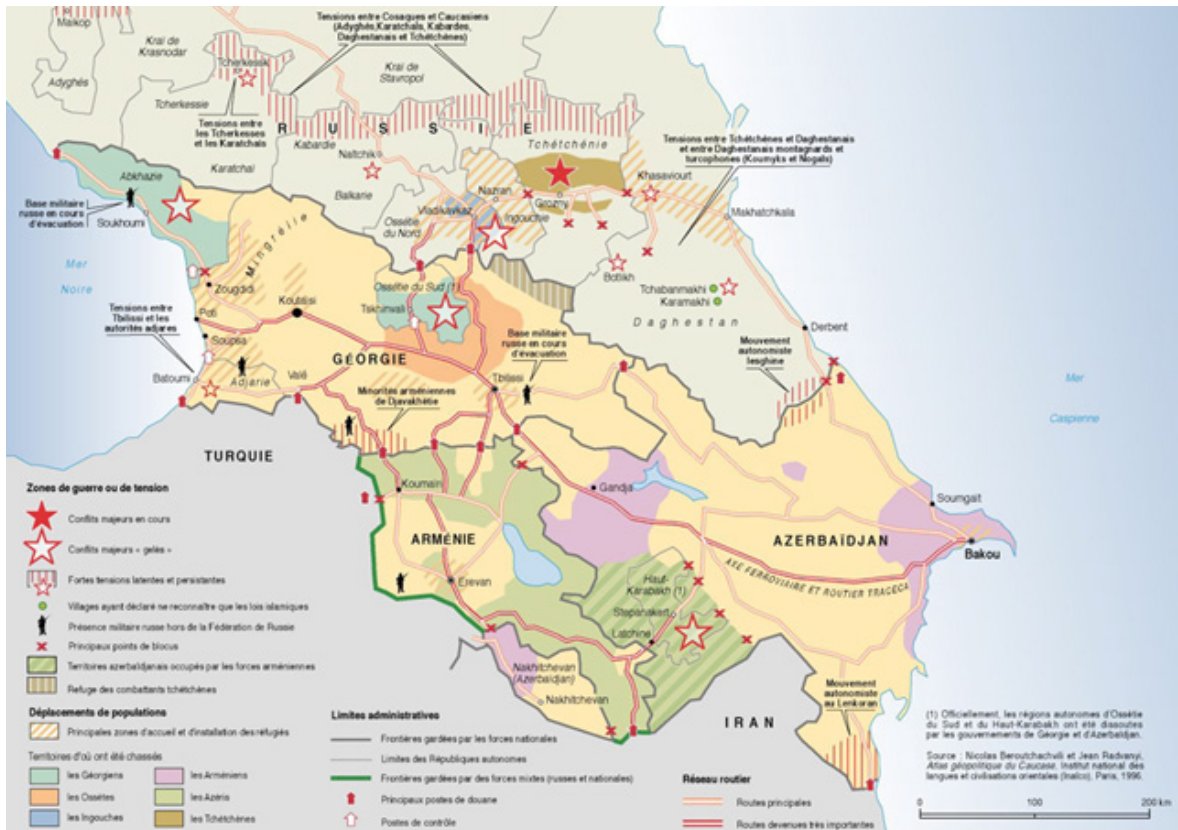 Maïkop
Krai de
Krasnodar
Adyghés
Tensions entre Cosaques et Caucasiens
(Adyghés,Karatchaïs, Kabardes,
Daghestanais et Tchétchènes)
Tcherkessk
Krai de
Stavropol
Tcherkessie
Tensions entre
les Tcherkesses
et les Karatchaïs
RUSSIE
Kabardie
Karatchaï
Naltchik
Balkarie
Tchétchénie
Tensions entre Tchétchènes et Daghestanais
et entre Daghestanais montagnards et
turcophones (Koumyks et Nogaïs)
Khasaviourt
Nazran
Grozny
Vladikavkaz
Ingouchie
Makhatchkala
Ossétie
du Nord
Abkhazie
Base militaire
russe en cours
d'évacuation
Soukhoumi
Mer
Noire
Mingrélie
Botlikh
Tchabanmakhi
Karamakhi
Daghestan
Derbent
Zougdidi
Ossétie du Sud (1)
Tskhinvali
Koutaïssi
Tensions entre
Tbilissi et les
autorités adjares
Poti
Soupsa
Base militaire
russe en cours
d'évacuation
Mouvement
autonomiste
lesghine
GÉORGIE
Batoumi
Adjarie
Valé
Tbilissi
Minorités arméniennes
de Djavakhétie
Mer
Caspienne
TURQUIE
Koumaïri
Gandja
Soumgaït
ARMÉNIE
AZERBAÏDJAN
Bakou
AXE FERROVIAIRE ET ROUTIER TRACECA
Erevan
Haut-
Karabakh (1)
Stepanakert
Latchine
Nakhitchevan
(Azerbaïdjan)
Nakhitchevan
IRAN
Mouvement
autonomiste
au Lenkoran
Zones de guerre ou de tension
Conflits majeurs en cours
Conflits majeurs « gelés »
Fortes tensions latentes et persistantes
Villages ayant déclaré ne reconnaître que les lois islamiques
Présence militaire russe hors de la Fédération de Russie
Principaux points de blocus
Territoires azerbaïdjanais occupés par les forces arméniennes
Refuge des combattants tchétchènes
Déplacements de populations
Principales zones d'accueil et d'installation des réfugiés
Territoires d'où ont été chassés
les Géorgiens
les Ossètes
les Ingouches
les Arméniens
les Azéris
les Tchétchènes
Limites administratives
Frontières gardées par les forces nationales
Limites des Républiques autonomes
Frontières gardées par des forces mixtes (russes et nationales)
Principaux postes de douane
Postes de contrôle
Réseau routier
Routes principales
Routes devenues très importantes
(1) Officiellement, les régions autonomes d'Ossétie
du Sud et du Haut-Karabakh ont été dissoutes
par les gouvernements de Géorgie et d'Azerbaïdjan.
Source : Nicolas Beroutchachvili et Jean Radvanyi,
Atlas géopolitique du Caucase, Institut national des
langues et civilisations orientales (Inalco), Paris, 1996.
0 100 200 km